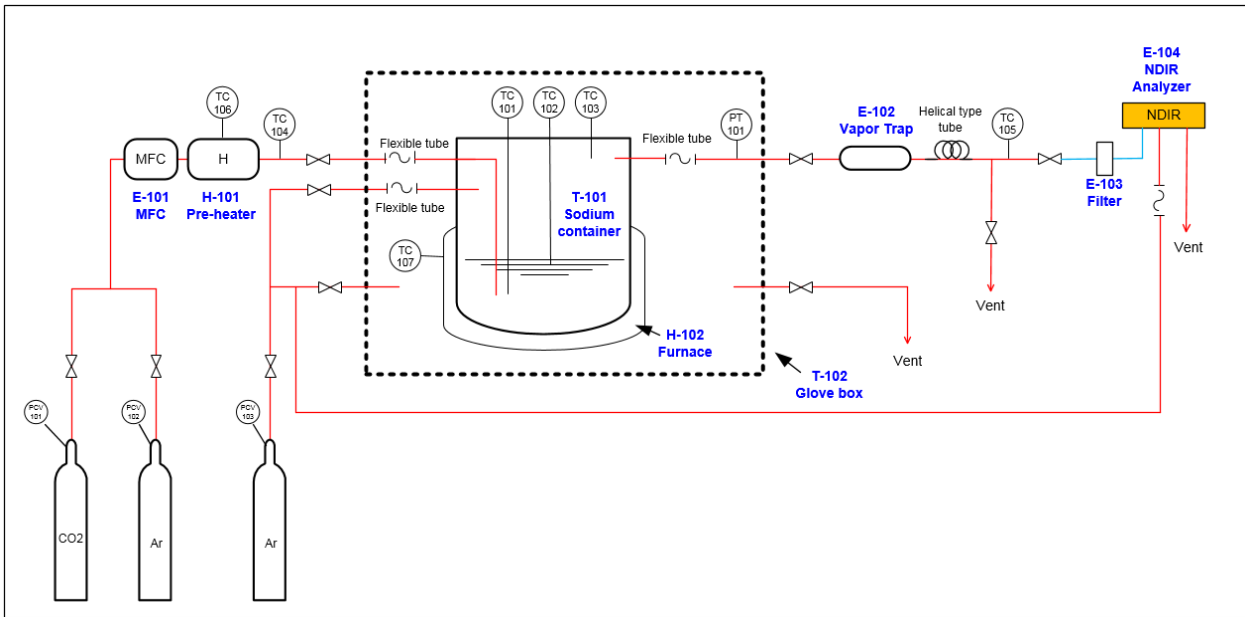 E-104
NDIR
Analyzer
NDIR
TC
106
TC
104
TC
101
TC
102
TC
103
PT
101
E-102
Vapor Trap
Helical type
tube
TC
105
MFC
H
Flexible tube
Flexible tube
E-101
MFC
H-101
Pre-heater
Flexible tube
T-101
Sodium
container
E-103
Filter
TC
107
Vent
Vent
Vent
H-102
Furnace
T-102
Glove box
PCV
101
PCV
102
PCV
103
CO2
Ar
Ar